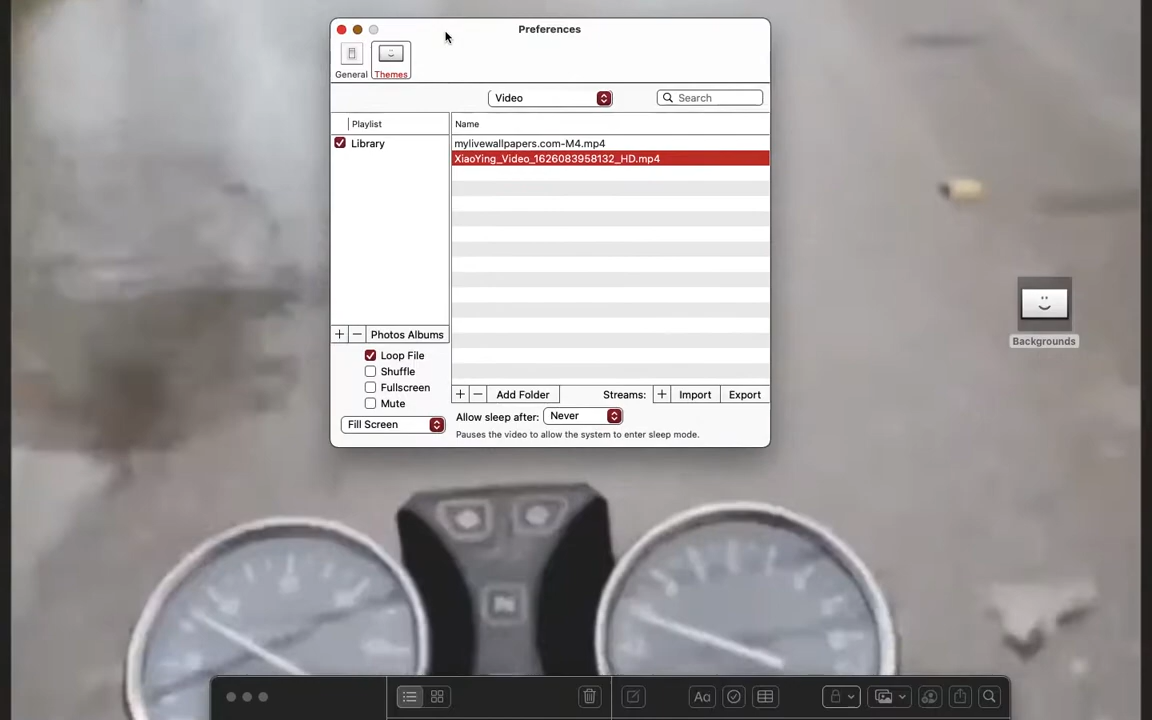 Preferences
General
Themes
Video
Search
Playlist
Name
Library
mylivewallpapers.com-M4.mp4
XiaoYing_Video_1626083958132_HD.mp4
+ − Photos Albums
Loop File
Shuffle
Fullscreen
Mute
Fill Screen
+ − Add Folder
Streams: + Import Export
Allow sleep after: Never
Pauses the video to allow the system to enter sleep mode.
Backgrounds
N
Aa